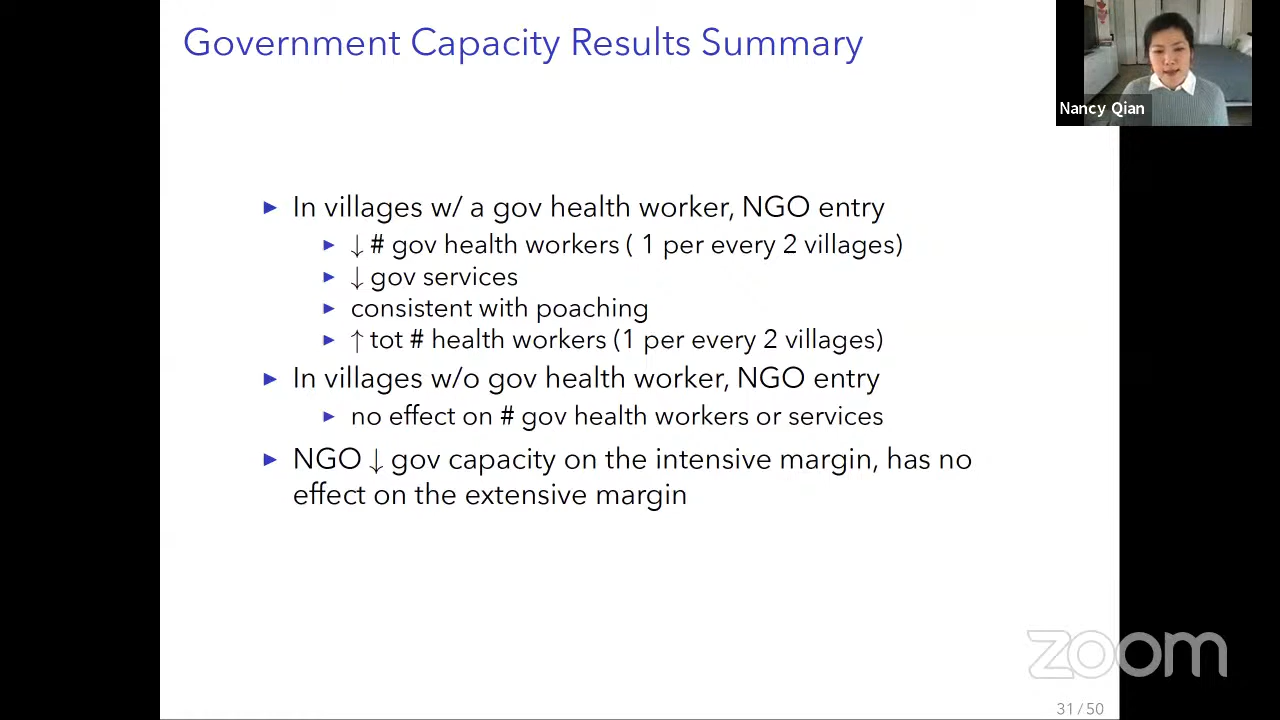 Government Capacity Results Summary
Nancy Qian
▶ In villages w/ a gov health worker, NGO entry
▶ ↓ # gov health workers ( 1 per every 2 villages)
▶ ↓ gov services
▶ consistent with poaching
▶ ↑ tot # health workers (1 per every 2 villages)
▶ In villages w/o gov health worker, NGO entry
▶ no effect on # gov health workers or services
▶ NGO ↓ gov capacity on the intensive margin, has no
effect on the extensive margin
zoom
31 / 50